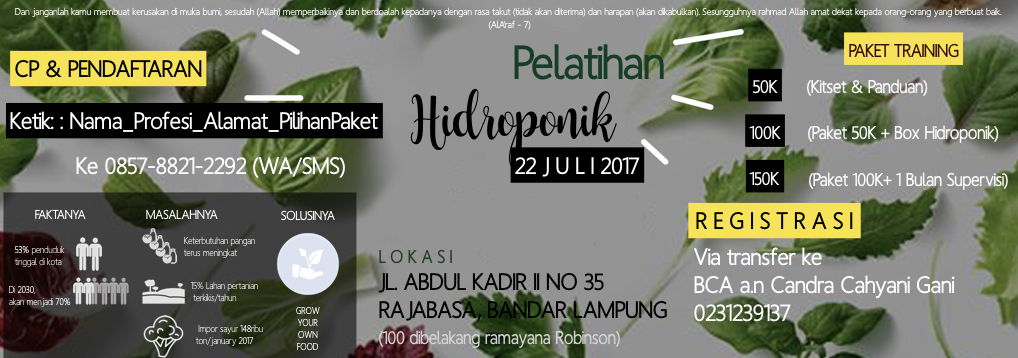 Dan janganlah kamu membuat kerusakan di muka bumi, sesudah (Allah) memperbaikinya dan berdoalah kepadanya dengan rasa takut (tidak akan diterima) dan harapan (akan dikabulkan). Sesungguhnya rahmad Allah amat dekat kepada orang-orang yang berbuat baik.
(Al'A'raf - 7)
CP & PENDAFTARAN
Ketik: : Nama_Profesi_Alamat_PilihanPaket
Ke 0857-8821-2292 (WA/SMS)
FAKTANYA
53% penduduk
tinggal di kota
Di 2030,
akan menjadi 70%
MASALAHNYA
Keterbutuhan pangan
terus meningkat
15% Lahan pertanian
terkikis/tahun
Impor sayur 148ribu
ton/january 2017
SOLUSINYA
GROW
YOUR
OWN
FOOD
Pelatihan
Hidroponik
22 JULI 2017
LOKASI
JL. ABDUL KADIR II NO 35
RAJABASA, BANDAR LAMPUNG
(100 dibelakang ramayana Robinson)
PAKET TRAINING
50K (Kitset & Panduan)
100K (Paket 50K + Box Hidroponik)
150K (Paket 100K+ 1 Bulan Supervisi)
REGISTRASI
Via transfer ke
BCA a.n Candra Cahyani Gani
0231239137